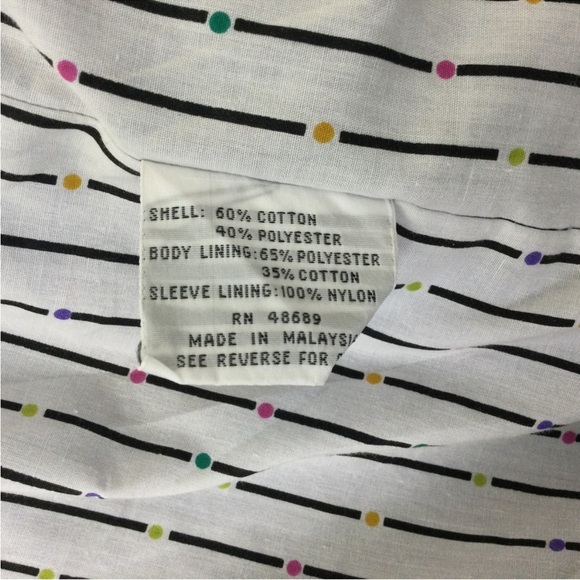 SHELL: 60% COTTON
40% POLYESTER
BODY LINING:65% POLYESTER
35% COTTON
SLEEVE LINING:100% NYLON
RN 48689
MADE IN MALAYSI
SEE REVERSE FOR